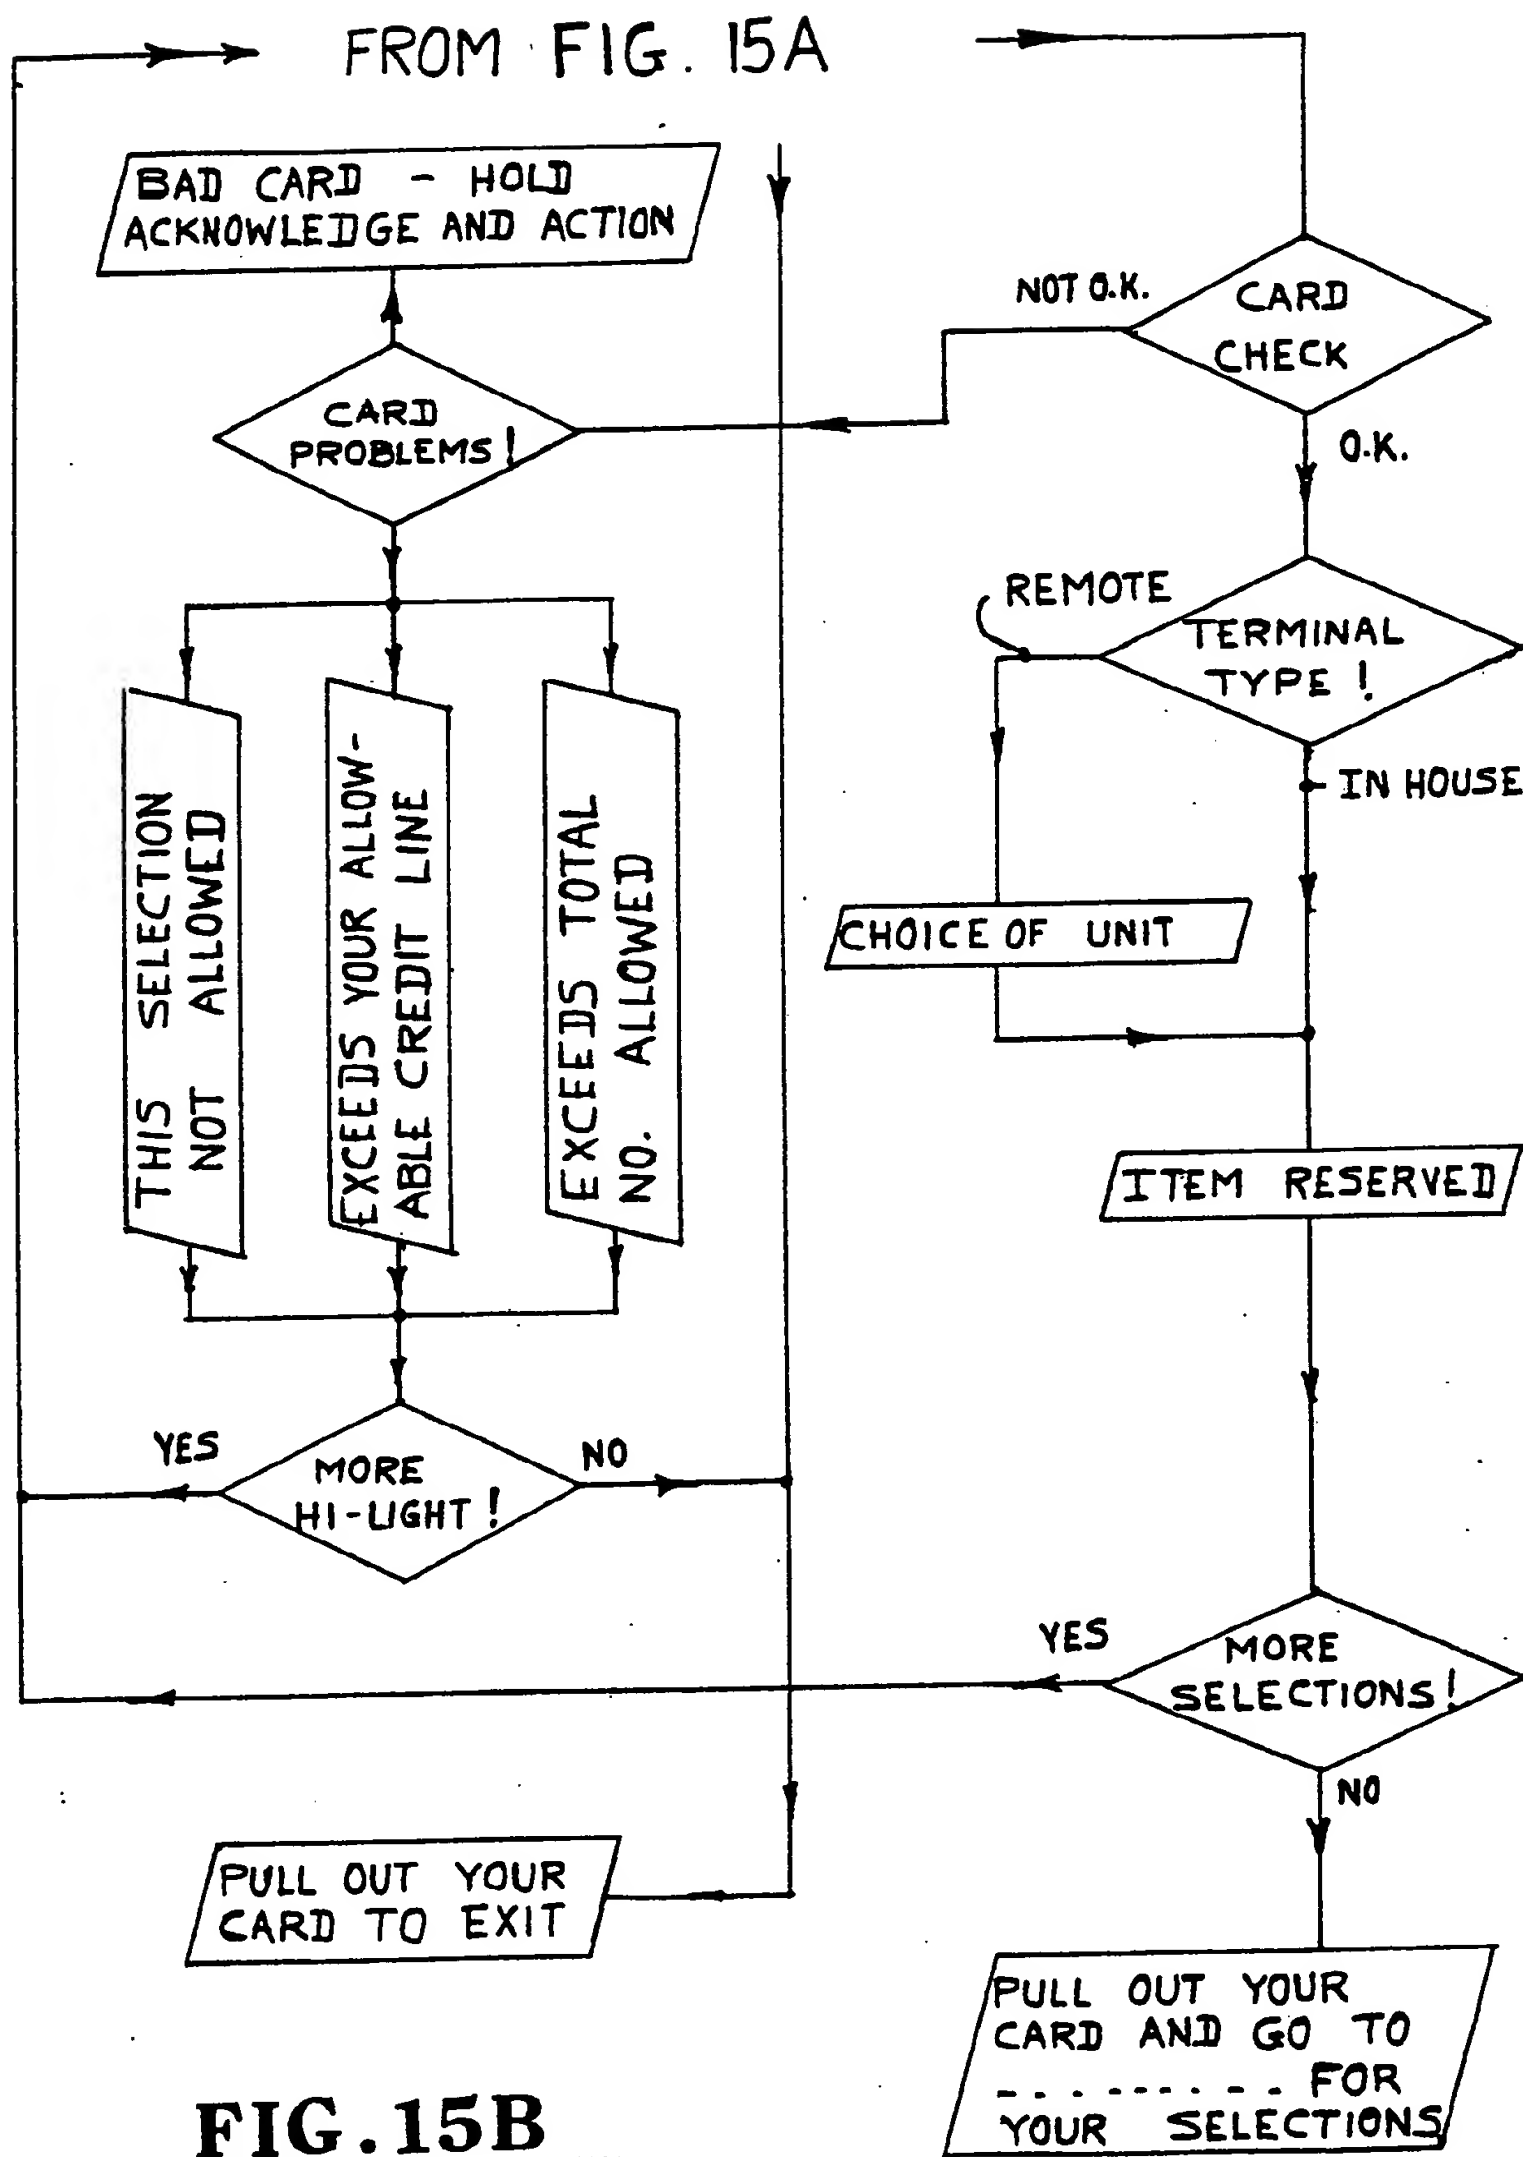 FROM FIG. 15A
BAD CARD - HOLD
ACKNOWLEDGE AND ACTION
NOT O.K.
CARD
CHECK
O.K.
CARD
PROBLEMS!
REMOTE
TERMINAL
TYPE!
IN HOUSE
THIS SELECTION
NOT ALLOWED
EXCEEDS YOUR ALLOW-
ABLE CREDIT LINE
EXCEEDS TOTAL
NO. ALLOWED
CHOICE OF UNIT
ITEM RESERVED
YES
MORE
HI-LIGHT!
NO
YES
MORE
SELECTIONS!
NO
PULL OUT YOUR
CARD TO EXIT
PULL OUT YOUR
CARD AND GO TO
--------- FOR
YOUR SELECTIONS
FIG.15B